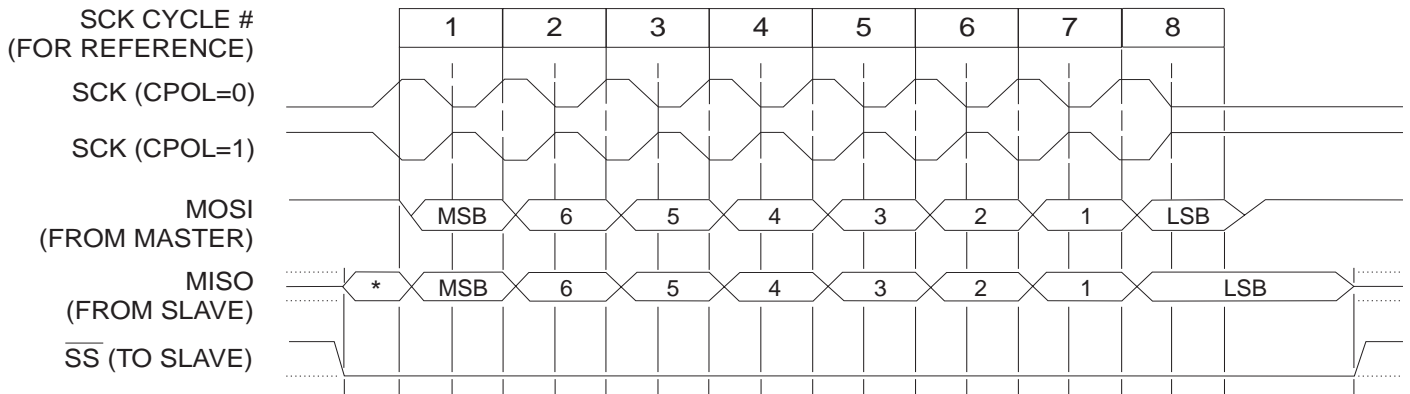 SCK CYCLE # 1 2 3 4 5 6 7 8
(FOR REFERENCE)
SCK (CPOL=0)
SCK (CPOL=1)
MOSI MSB 6 5 4 3 2 1 LSB
(FROM MASTER)
MISO * MSB 6 5 4 3 2 1 LSB
(FROM SLAVE)
SS (TO SLAVE)